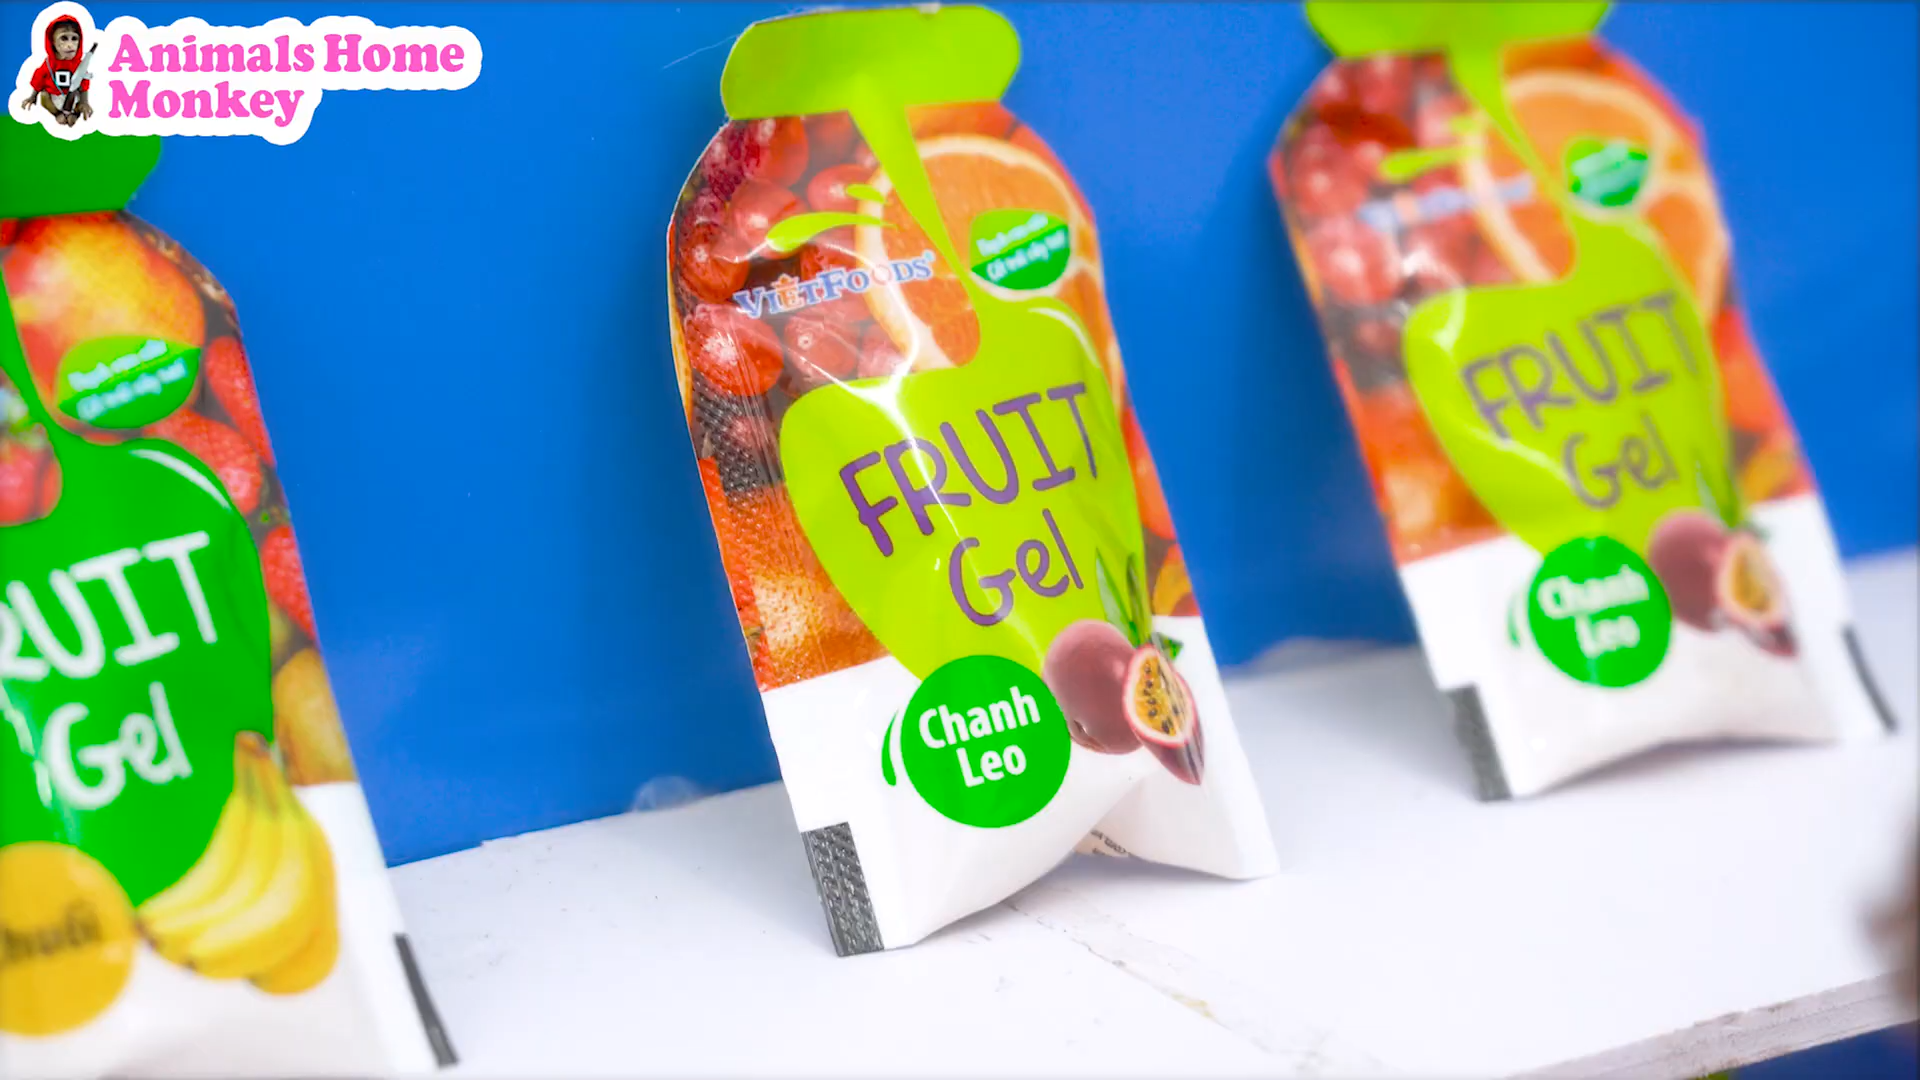 Animals Home
Monkey
VIETFOODS
FRUIT
Gel
Chanh
Leo
FRUIT
Gel
Chanh
Leo
RUIT
Gel